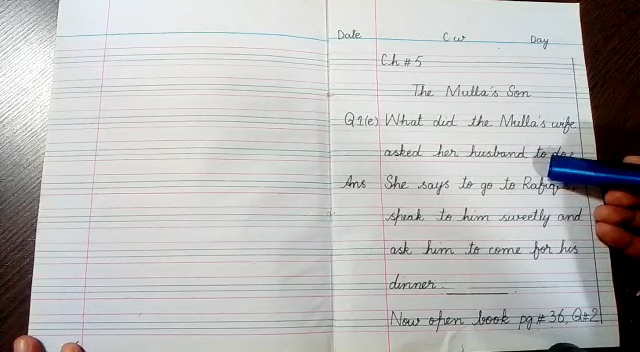 Date C w Day
Ch # 5
The Mulla's Son
Q1(e) What did the Mulla's wife
asked her husband to do
Ans She says to go to Rafiq's,
speak to him sweetly and
ask him to come for his
dinner.
Now open book pg # 36, Q#2